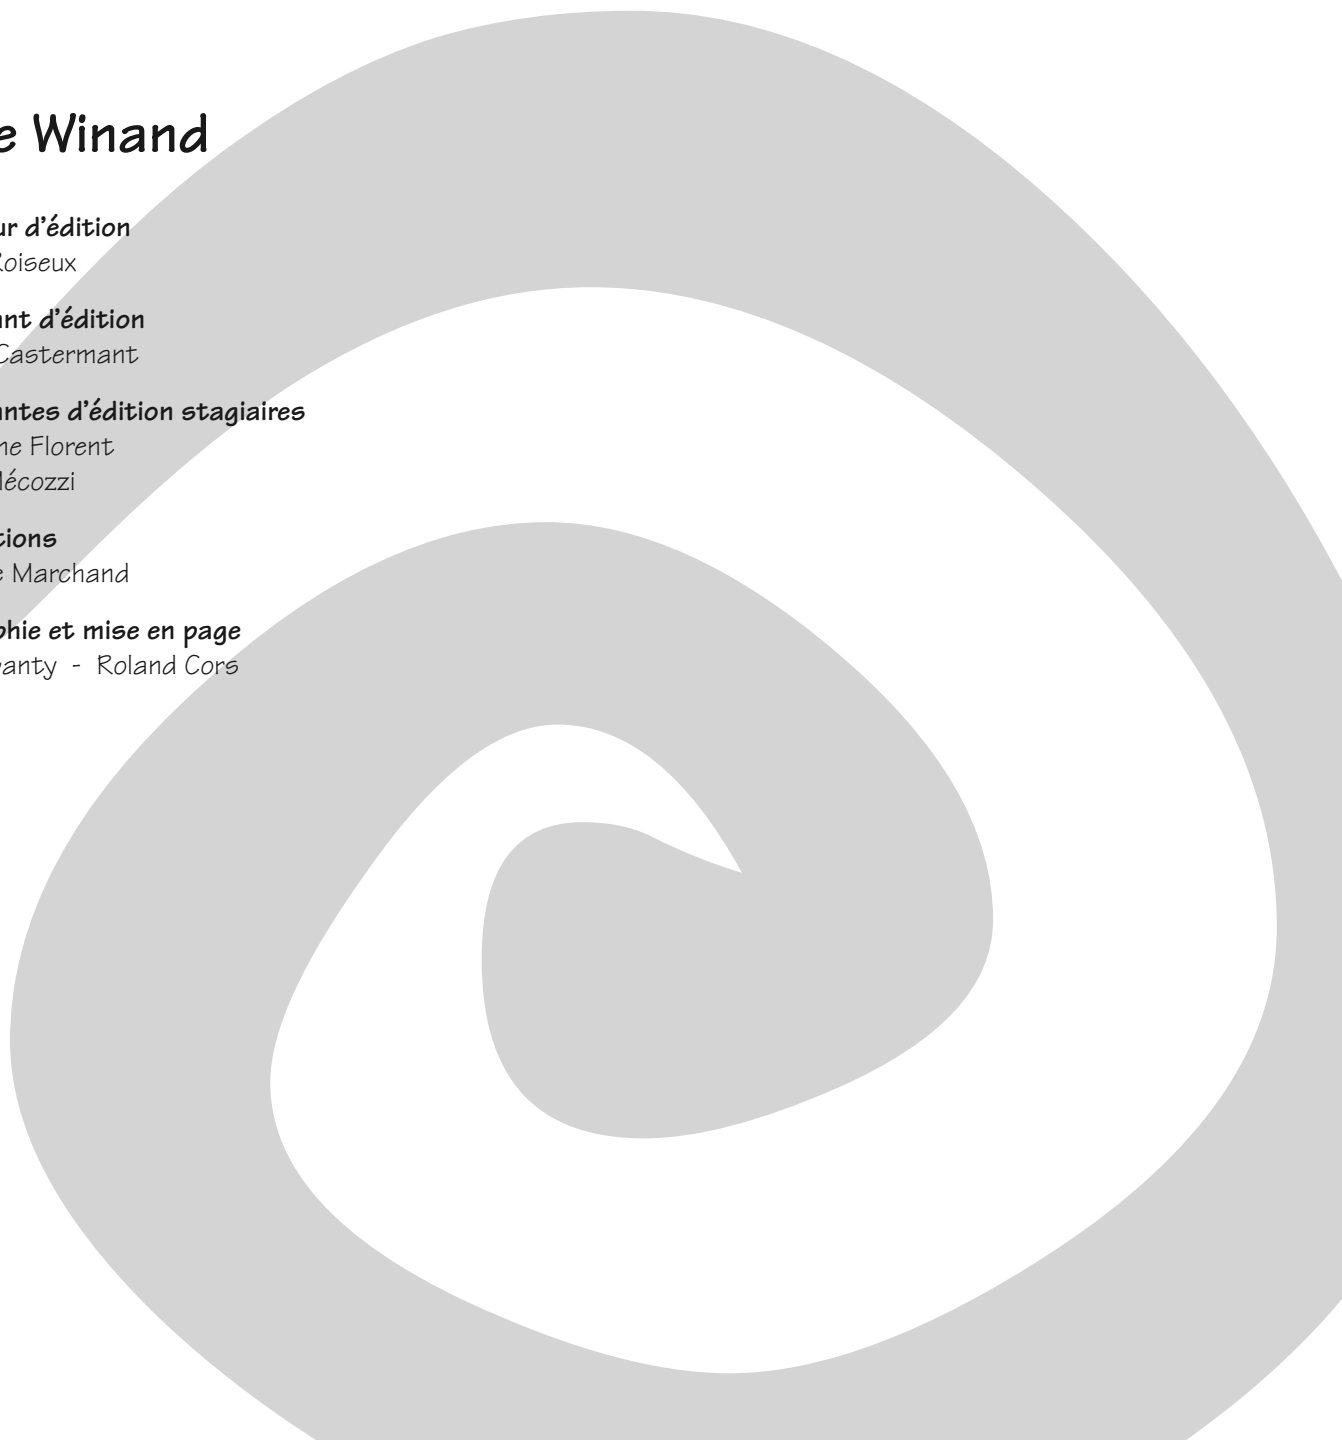 e Winand
ur d’édition
Roiseux
ant d’édition
Castermant
antes d’édition stagiaires
ne Florent
lécozzi
tions
e Marchand
phie et mise en page
anty - Roland Cors